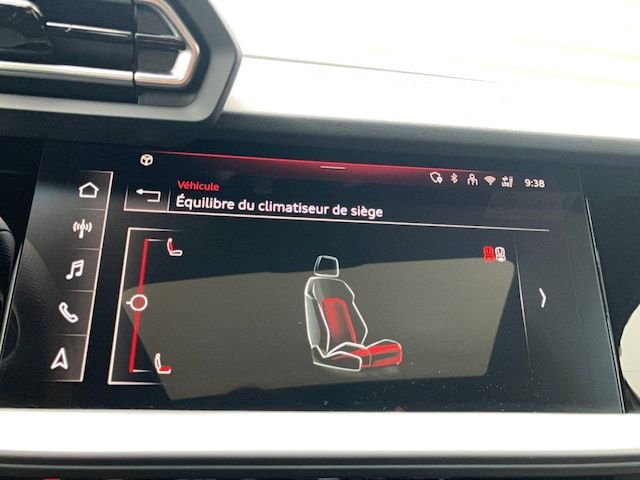 9:38
Véhicule
Équilibre du climatiseur de siège